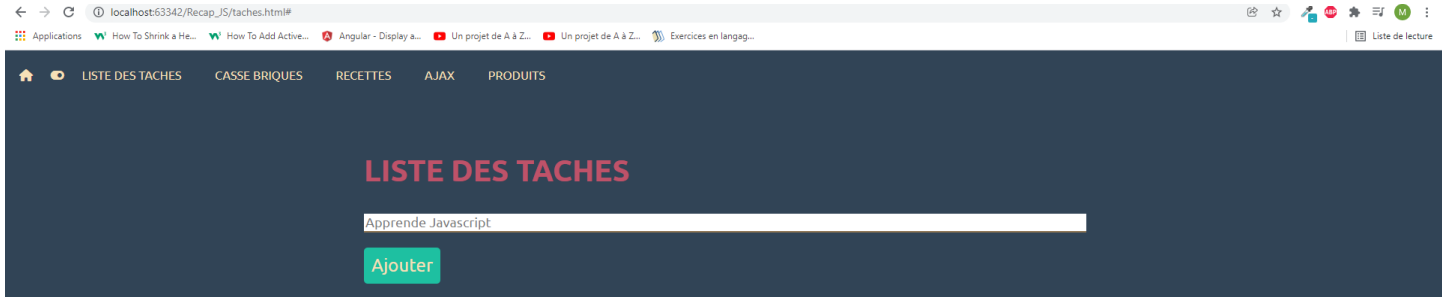 localhost:63342/Recap_JS/taches.html#
Applications How To Shrink a He... How To Add Active... Angular - Display a... Un projet de A à Z... Un projet de A à Z... Exercices en langag... Liste de lecture
LISTE DES TACHES CASSE BRIQUES RECETTES AJAX PRODUITS
LISTE DES TACHES
Apprende Javascript
Ajouter